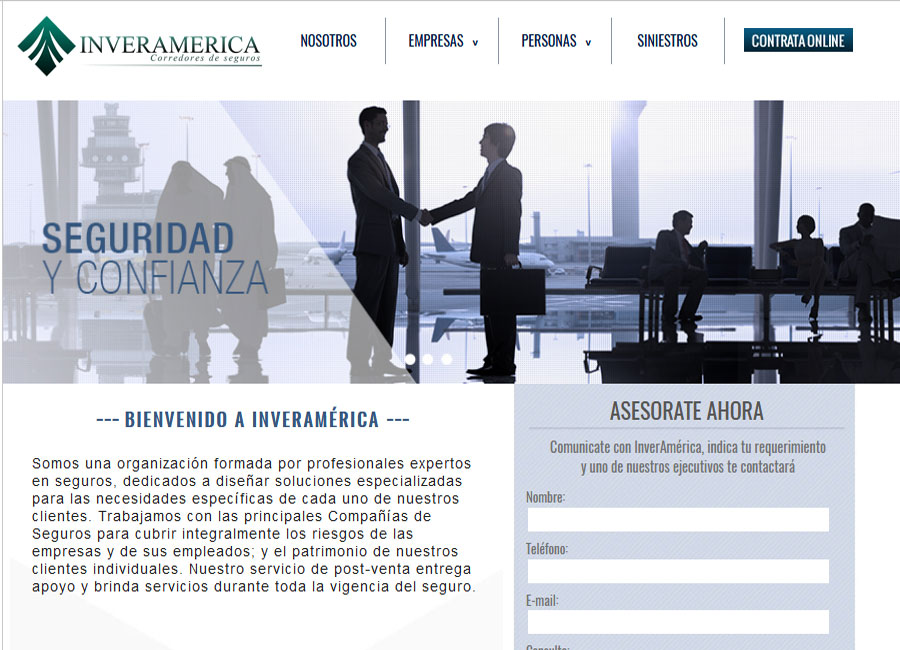 INVERAMERICA
Corredores de seguros
NOSOTROS
EMPRESAS v
PERSONAS v
SINIESTROS
CONTRATA ONLINE
SEGURIDAD
Y CONFIANZA
--- BIENVENIDO A INVERAMÉRICA ---
Somos una organización formada por profesionales expertos
en seguros, dedicados a diseñar soluciones especializadas
para las necesidades específicas de cada uno de nuestros
clientes. Trabajamos con las principales Compañías de
Seguros para cubrir integralmente los riesgos de las
empresas y de sus empleados; y el patrimonio de nuestros
clientes individuales. Nuestro servicio de post-venta entrega
apoyo y brinda servicios durante toda la vigencia del seguro.
ASESORATE AHORA
Comunicate con InverAmérica, indica tu requerimiento
y uno de nuestros ejecutivos te contactará
Nombre:
Teléfono:
E-mail:
Consulta: